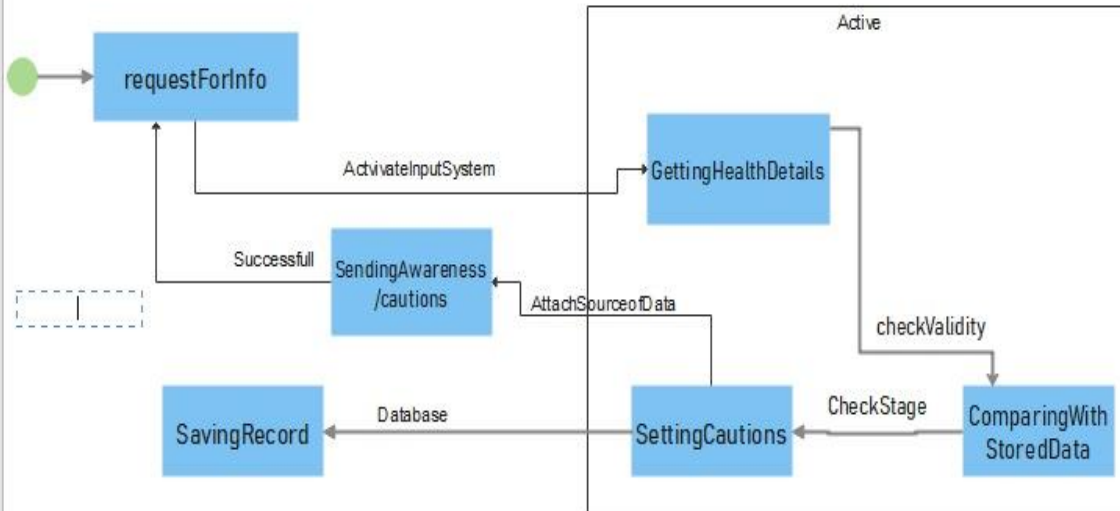 Active
requestForInfo
ActvivateInputSystem
GettingHealthDetails
Successfull
SendingAwareness
/cautions
AttachSourceofData
checkValidity
SavingRecord
Database
SettingCautions
CheckStage
ComparingWith
StoredData